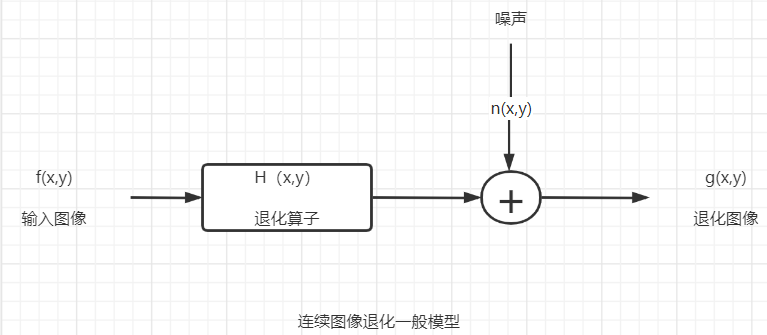 噪声
n(x,y)
f(x,y)
H（x,y）
+
g(x,y)
输入图像
退化算子
退化图像
连续图像退化一般模型